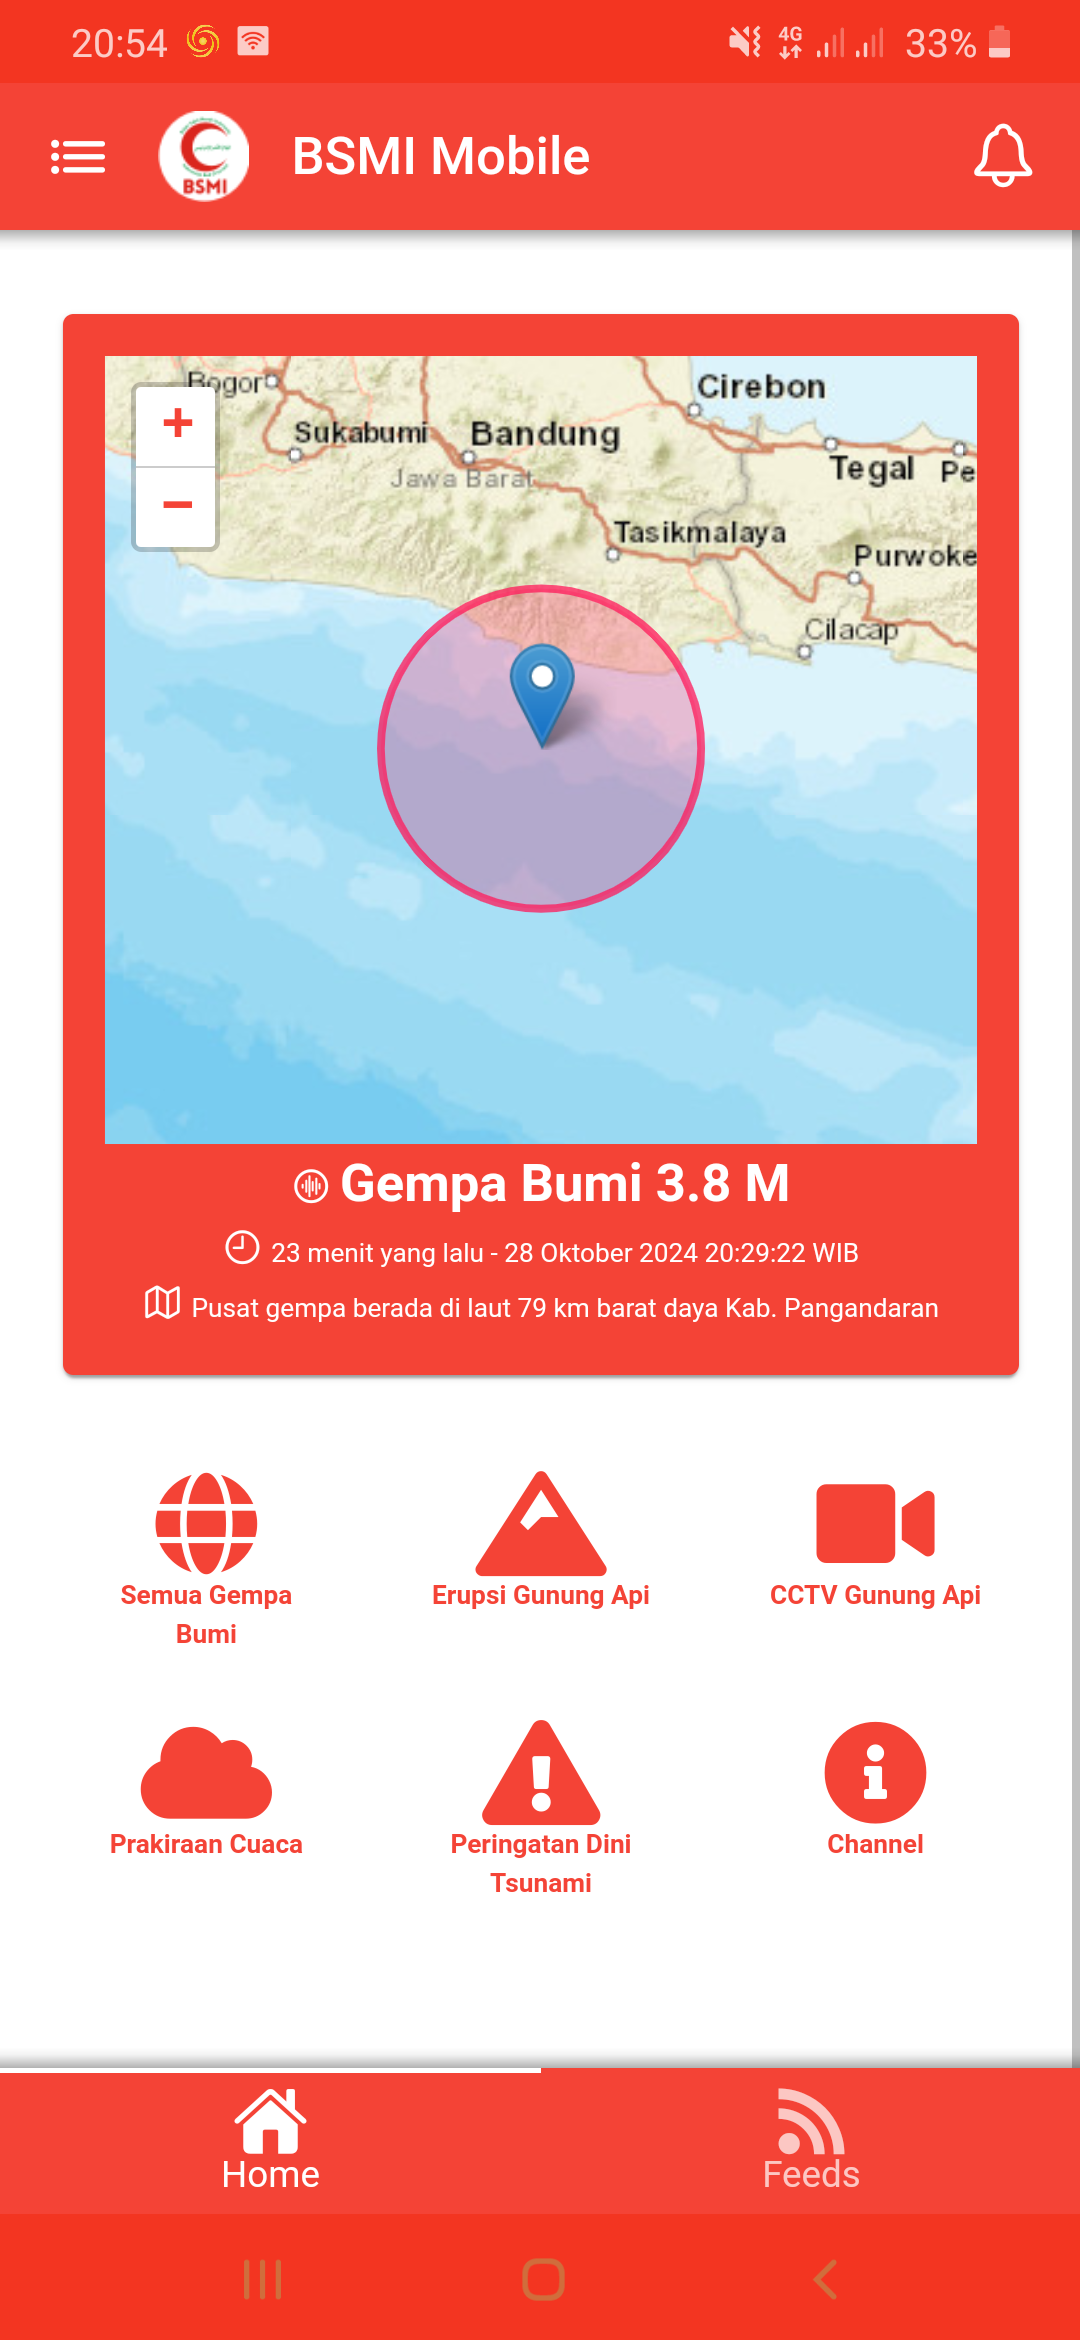 20:54
4G
33%
BSMI
BSMI Mobile
+
−
Bogor
Cirebon
Sukabumi
Bandung
Jawa Barat
Tegal
Pe
Tasikmalaya
Purwoke
Cilacap
Gempa Bumi 3.8 M
23 menit yang lalu - 28 Oktober 2024 20:29:22 WIB
Pusat gempa berada di laut 79 km barat daya Kab. Pangandaran
Semua Gempa
Bumi
Erupsi Gunung Api
CCTV Gunung Api
Prakiraan Cuaca
Peringatan Dini
Tsunami
Channel
Home
Feeds